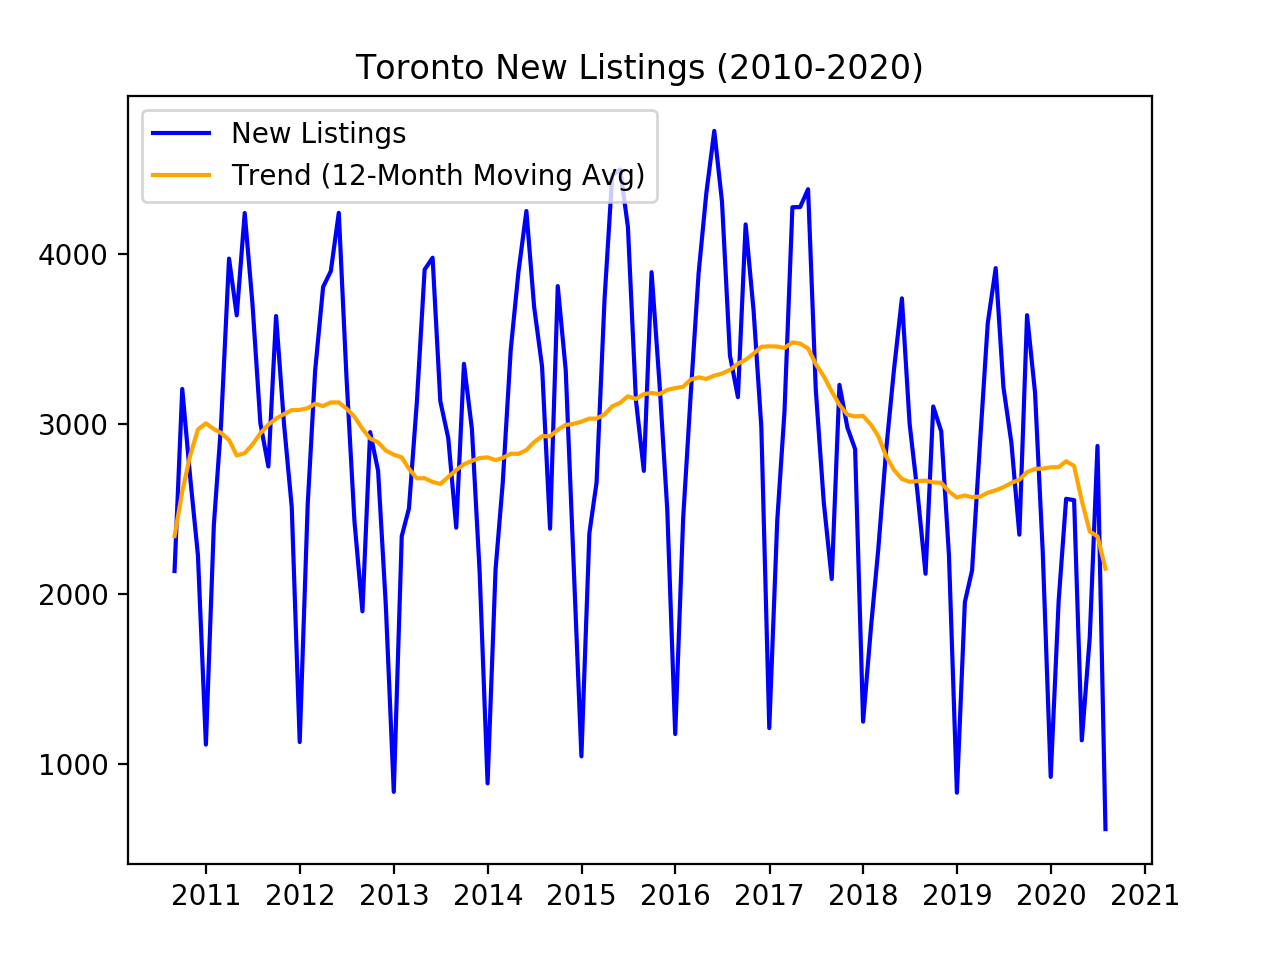 Toronto New Listings (2010-2020)
New Listings
Trend (12-Month Moving Avg)
4000
3000
2000
1000
2011 2012 2013 2014 2015 2016 2017 2018 2019 2020 2021